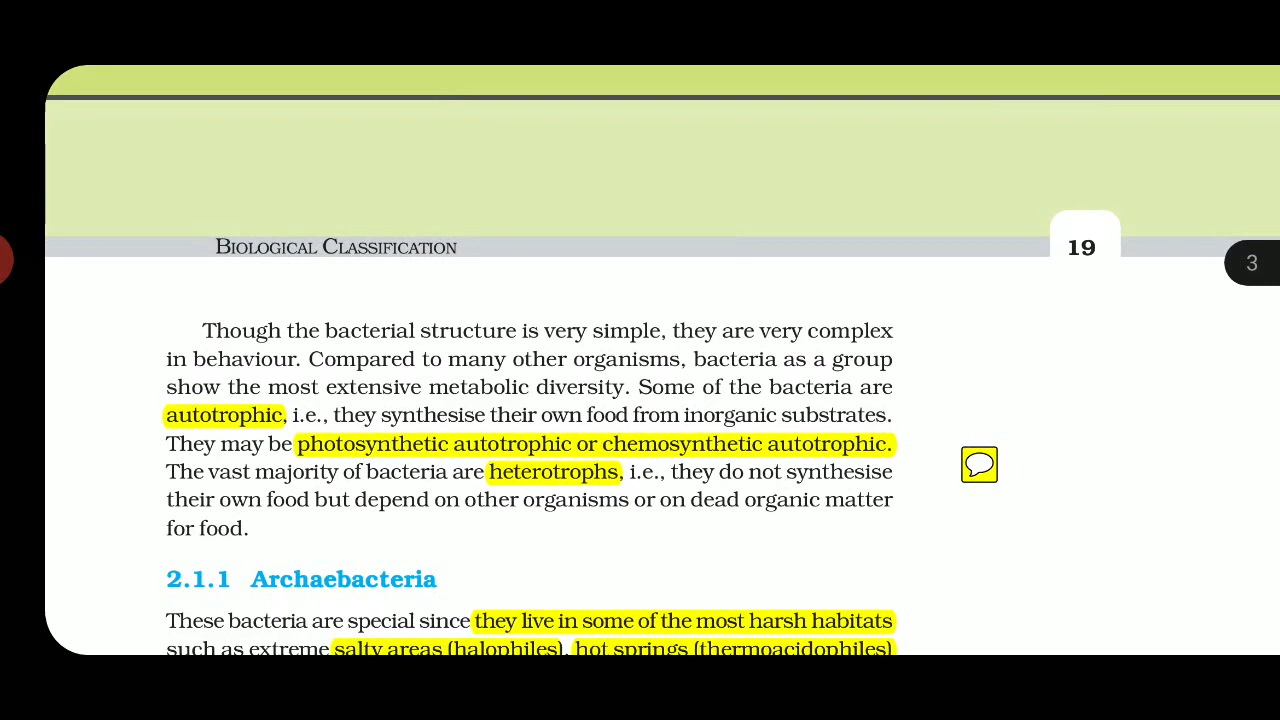 BIOLOGICAL CLASSIFICATION
19
3
Though the bacterial structure is very simple, they are very complex
in behaviour. Compared to many other organisms, bacteria as a group
show the most extensive metabolic diversity. Some of the bacteria are
autotrophic, i.e., they synthesise their own food from inorganic substrates.
They may be photosynthetic autotrophic or chemosynthetic autotrophic.
The vast majority of bacteria are heterotrophs, i.e., they do not synthesise
their own food but depend on other organisms or on dead organic matter
for food.
2.1.1 Archaebacteria
These bacteria are special since they live in some of the most harsh habitats
such as extreme salty areas (halophiles), hot springs (thermoacidophiles)